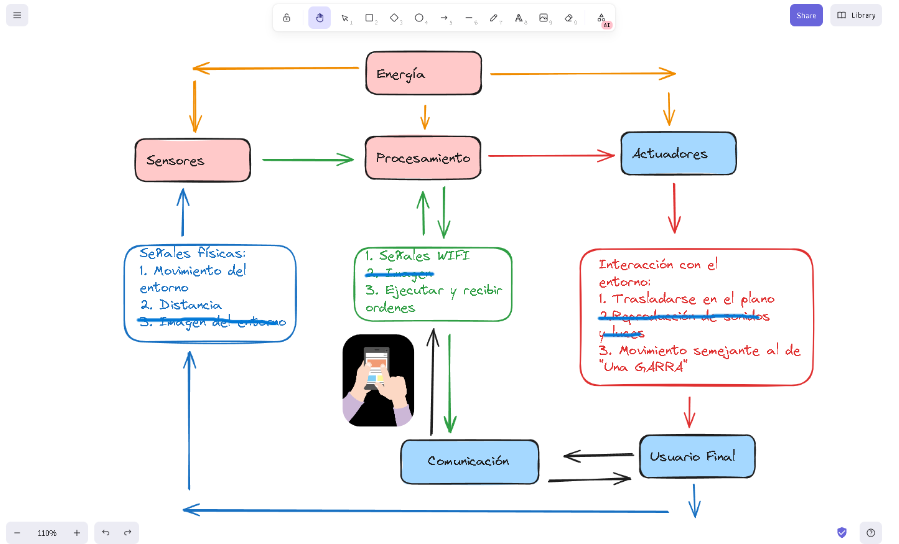 Share
Library
AI
Energía
Sensores
Procesamiento
Actuadores
Señales físicas:
1. Movimiento del
entorno
2. Distancia
3. Imagen del entorno
1. Señales WIFI
2. Imagen
3. Ejecutar y recibir
ordenes
Interacción con el
entorno:
1. Trasladarse en el plano
2.Reproducción de sonidos
y luces
3. Movimiento semejante al de
"Una GARRA"
Comunicación
Usuario Final
110%